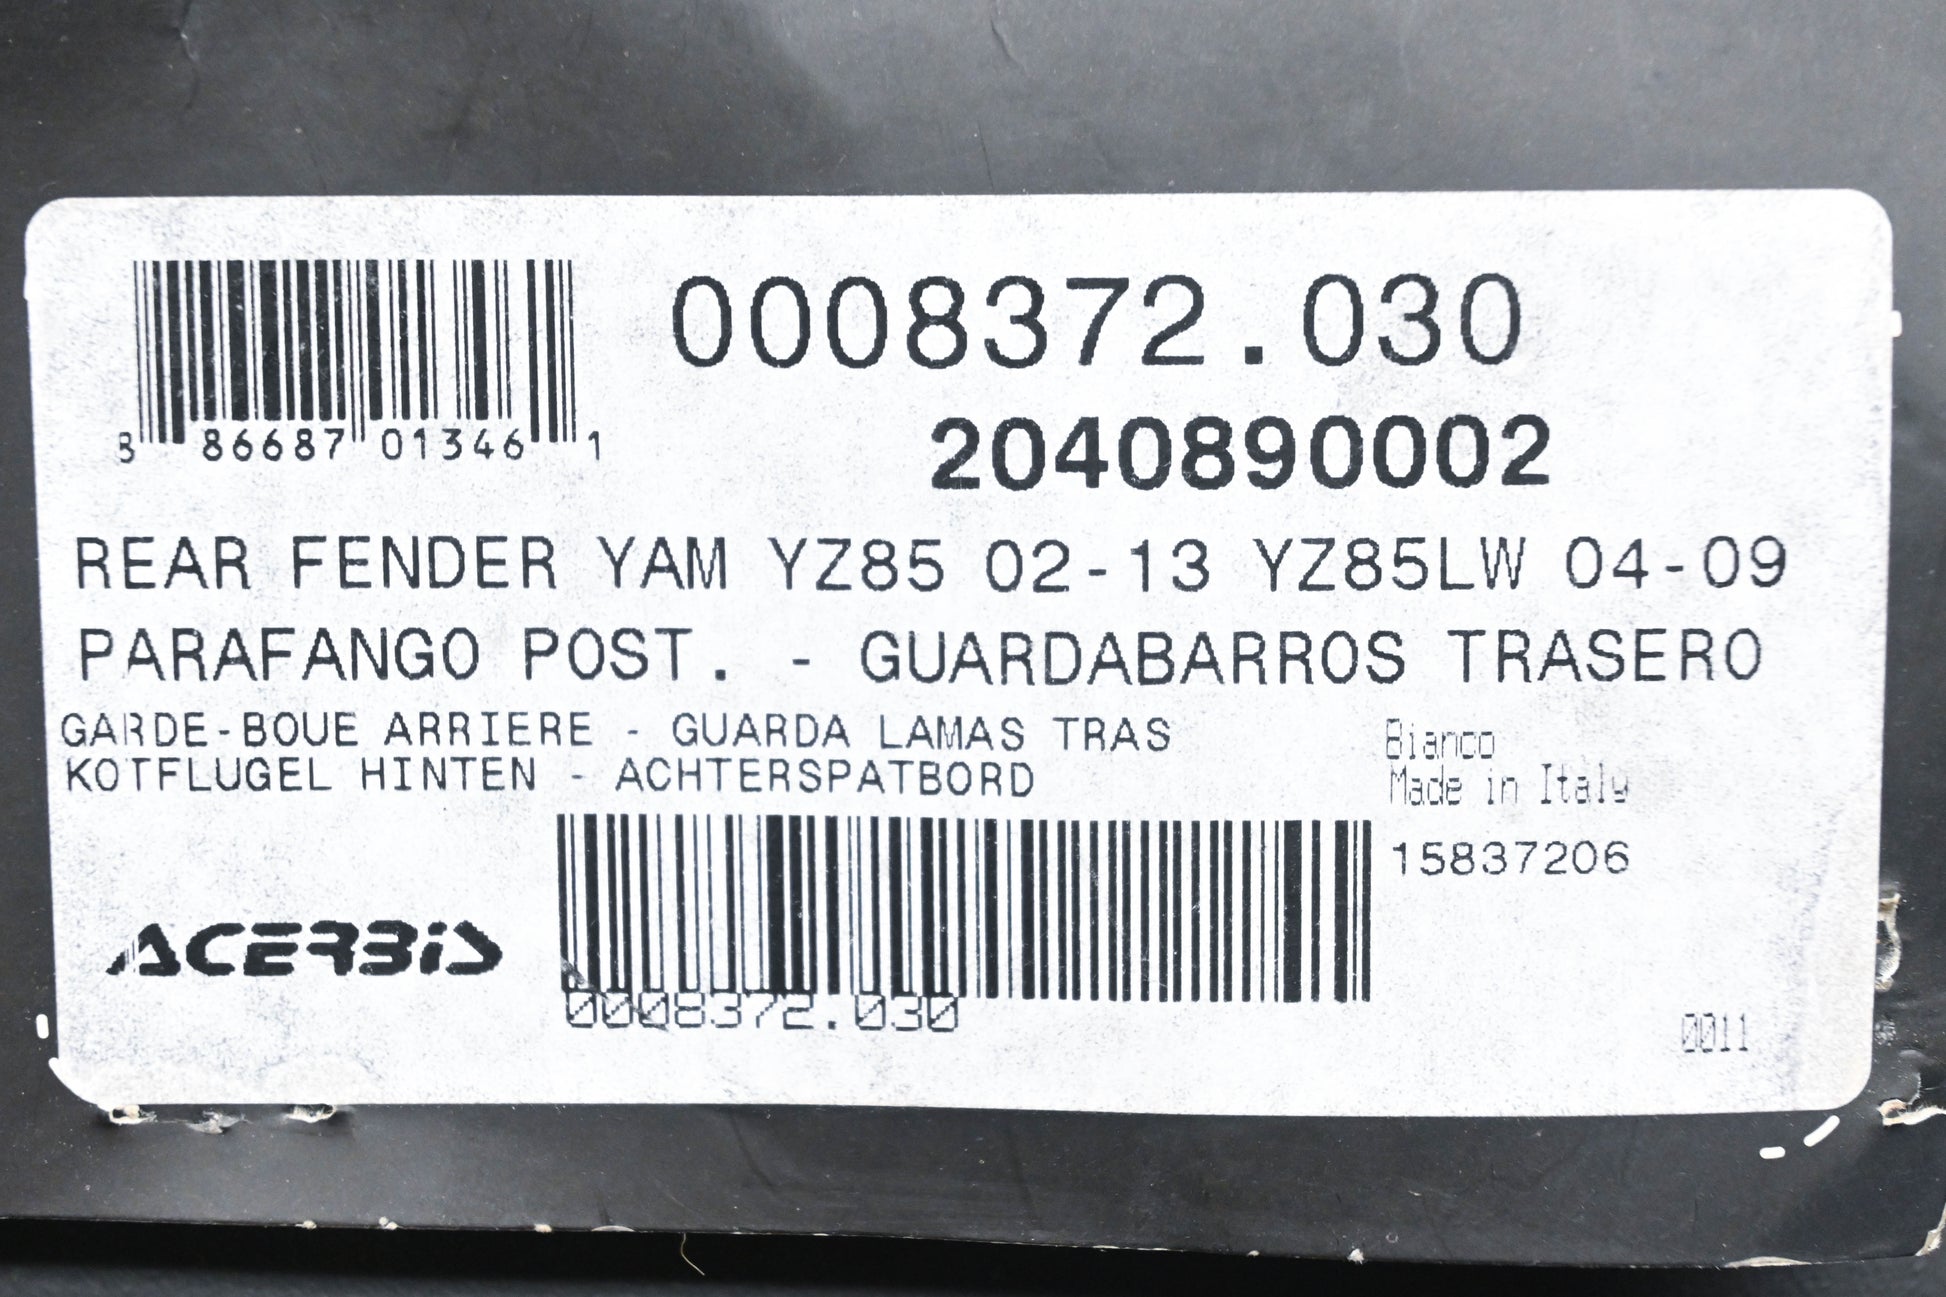 0008372.030
8 86687 01346 1
2040890002
REAR FENDER YAM YZ85 02-13 YZ85LW 04-09
PARAFANGO POST. - GUARDABARROS TRASERO
GARDE-BOUE ARRIERE - GUARDA LAMAS TRAS
KOTFLUGEL HINTEN - ACHTERSPATBORD
Bianco
Made in Italy
15837206
ACERBIS
0008372.030
0011